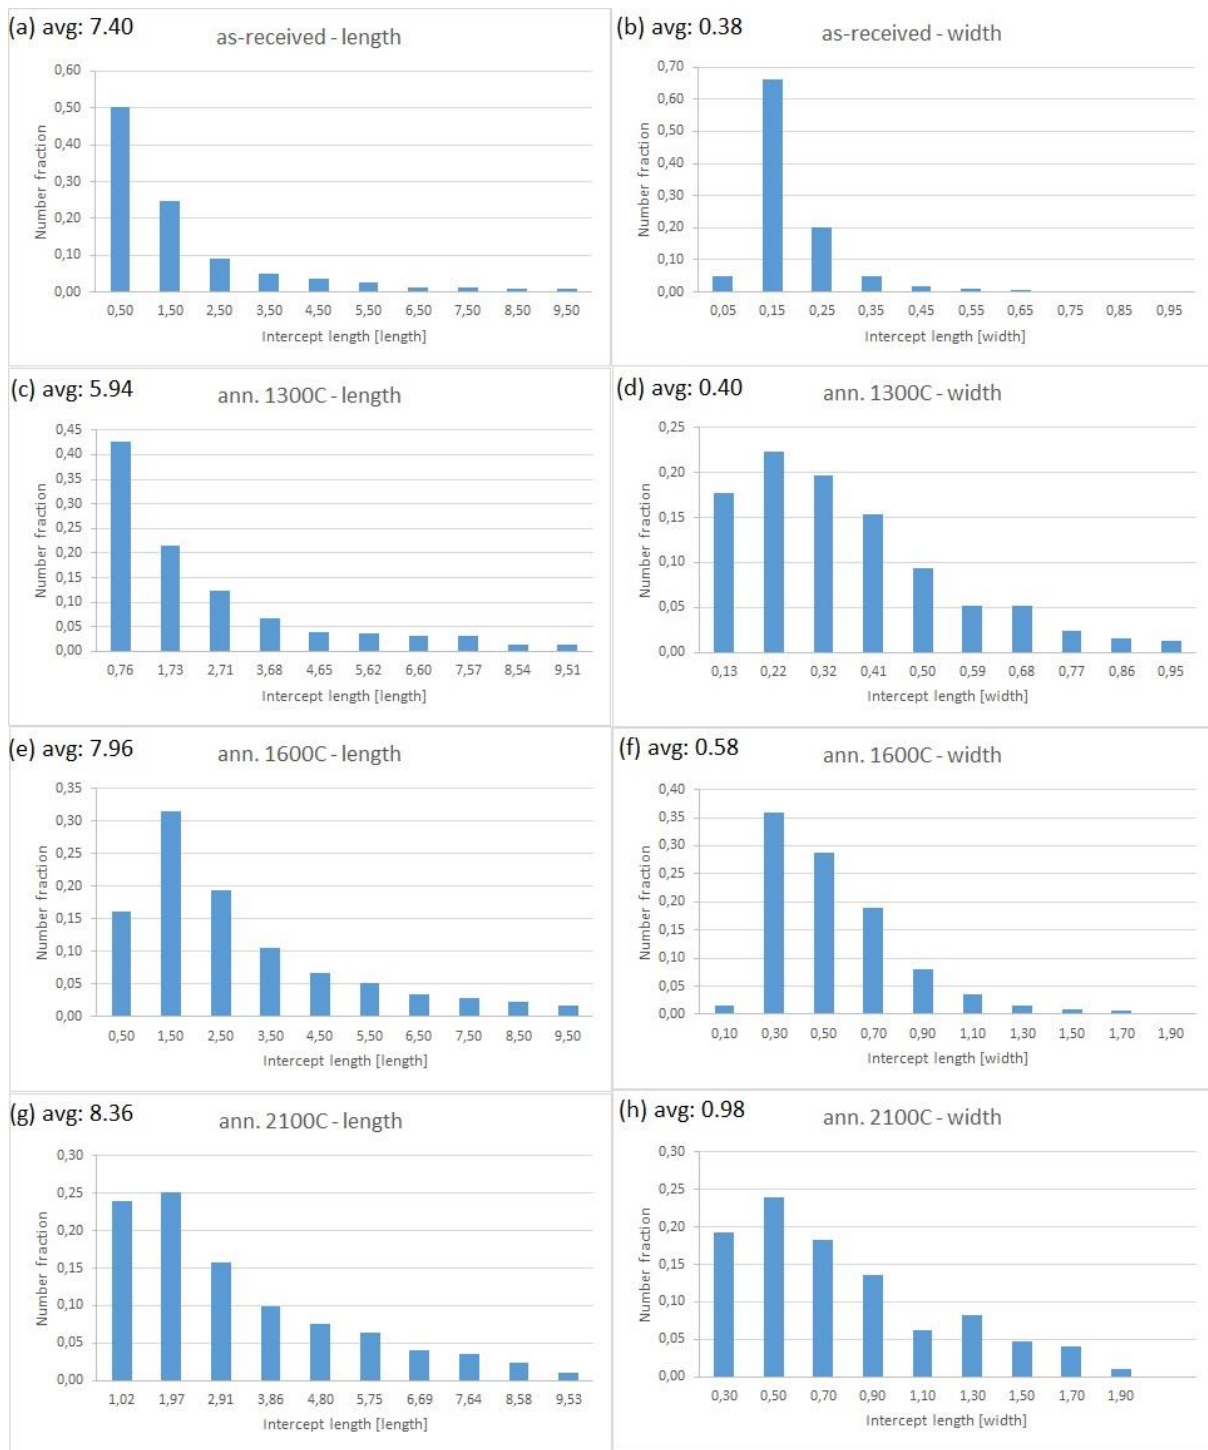 (a) avg: 7.40
as-received - length
Number fraction
0,60
0,50
0,40
0,30
0,20
0,10
0,00
0,50 1,50 2,50 3,50 4,50 5,50 6,50 7,50 8,50 9,50
Intercept length [length]
(b) avg: 0.38
as-received - width
Number fraction
0,70
0,60
0,50
0,40
0,30
0,20
0,10
0,00
0,05 0,15 0,25 0,35 0,45 0,55 0,65 0,75 0,85 0,95
Intercept length [width]
(c) avg: 5.94
ann. 1300C - length
Number fraction
0,45
0,40
0,35
0,30
0,25
0,20
0,15
0,10
0,05
0,00
0,76 1,73 2,71 3,68 4,65 5,62 6,60 7,57 8,54 9,51
Intercept length [length]
(d) avg: 0.40
ann. 1300C - width
Number fraction
0,25
0,20
0,15
0,10
0,05
0,00
0,13 0,22 0,32 0,41 0,50 0,59 0,68 0,77 0,86 0,95
Intercept length [width]
(e) avg: 7.96
ann. 1600C - length
Number fraction
0,35
0,30
0,25
0,20
0,15
0,10
0,05
0,00
0,50 1,50 2,50 3,50 4,50 5,50 6,50 7,50 8,50 9,50
Intercept length [length]
(f) avg: 0.58
ann. 1600C - width
Number fraction
0,40
0,35
0,30
0,25
0,20
0,15
0,10
0,05
0,00
0,10 0,30 0,50 0,70 0,90 1,10 1,30 1,50 1,70 1,90
Intercept length [width]
(g) avg: 8.36
ann. 2100C - length
Number fraction
0,30
0,25
0,20
0,15
0,10
0,05
0,00
1,02 1,97 2,91 3,86 4,80 5,75 6,69 7,64 8,58 9,53
Intercept length [length]
(h) avg: 0.98
ann. 2100C - width
Number fraction
0,30
0,25
0,20
0,15
0,10
0,05
0,00
0,30 0,50 0,70 0,90 1,10 1,30 1,50 1,70 1,90
Intercept length [width]